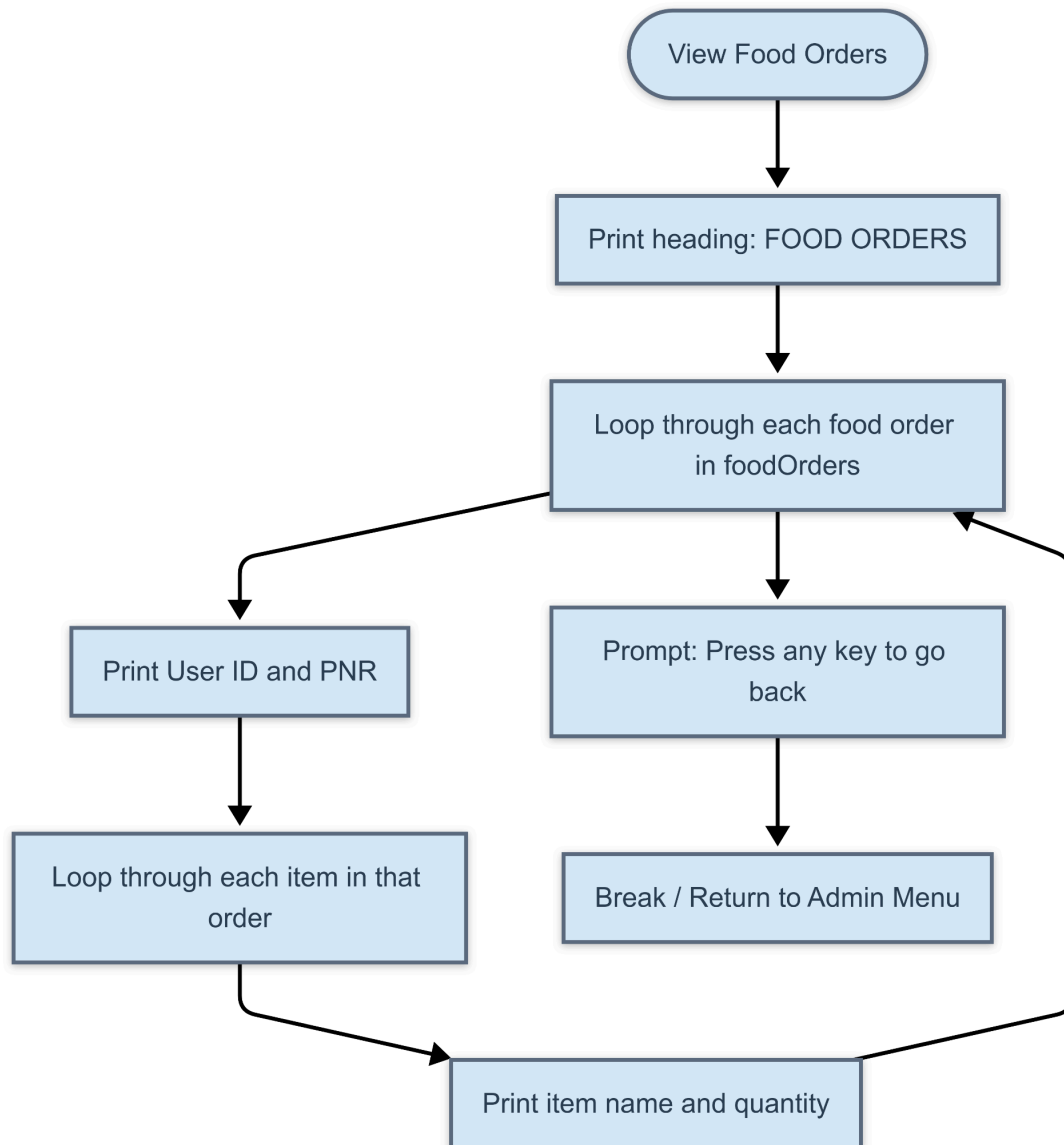 View Food Orders
Print heading: FOOD ORDERS
Loop through each food order
in foodOrders
Print User ID and PNR
Prompt: Press any key to go
back
Loop through each item in that
order
Break / Return to Admin Menu
Print item name and quantity